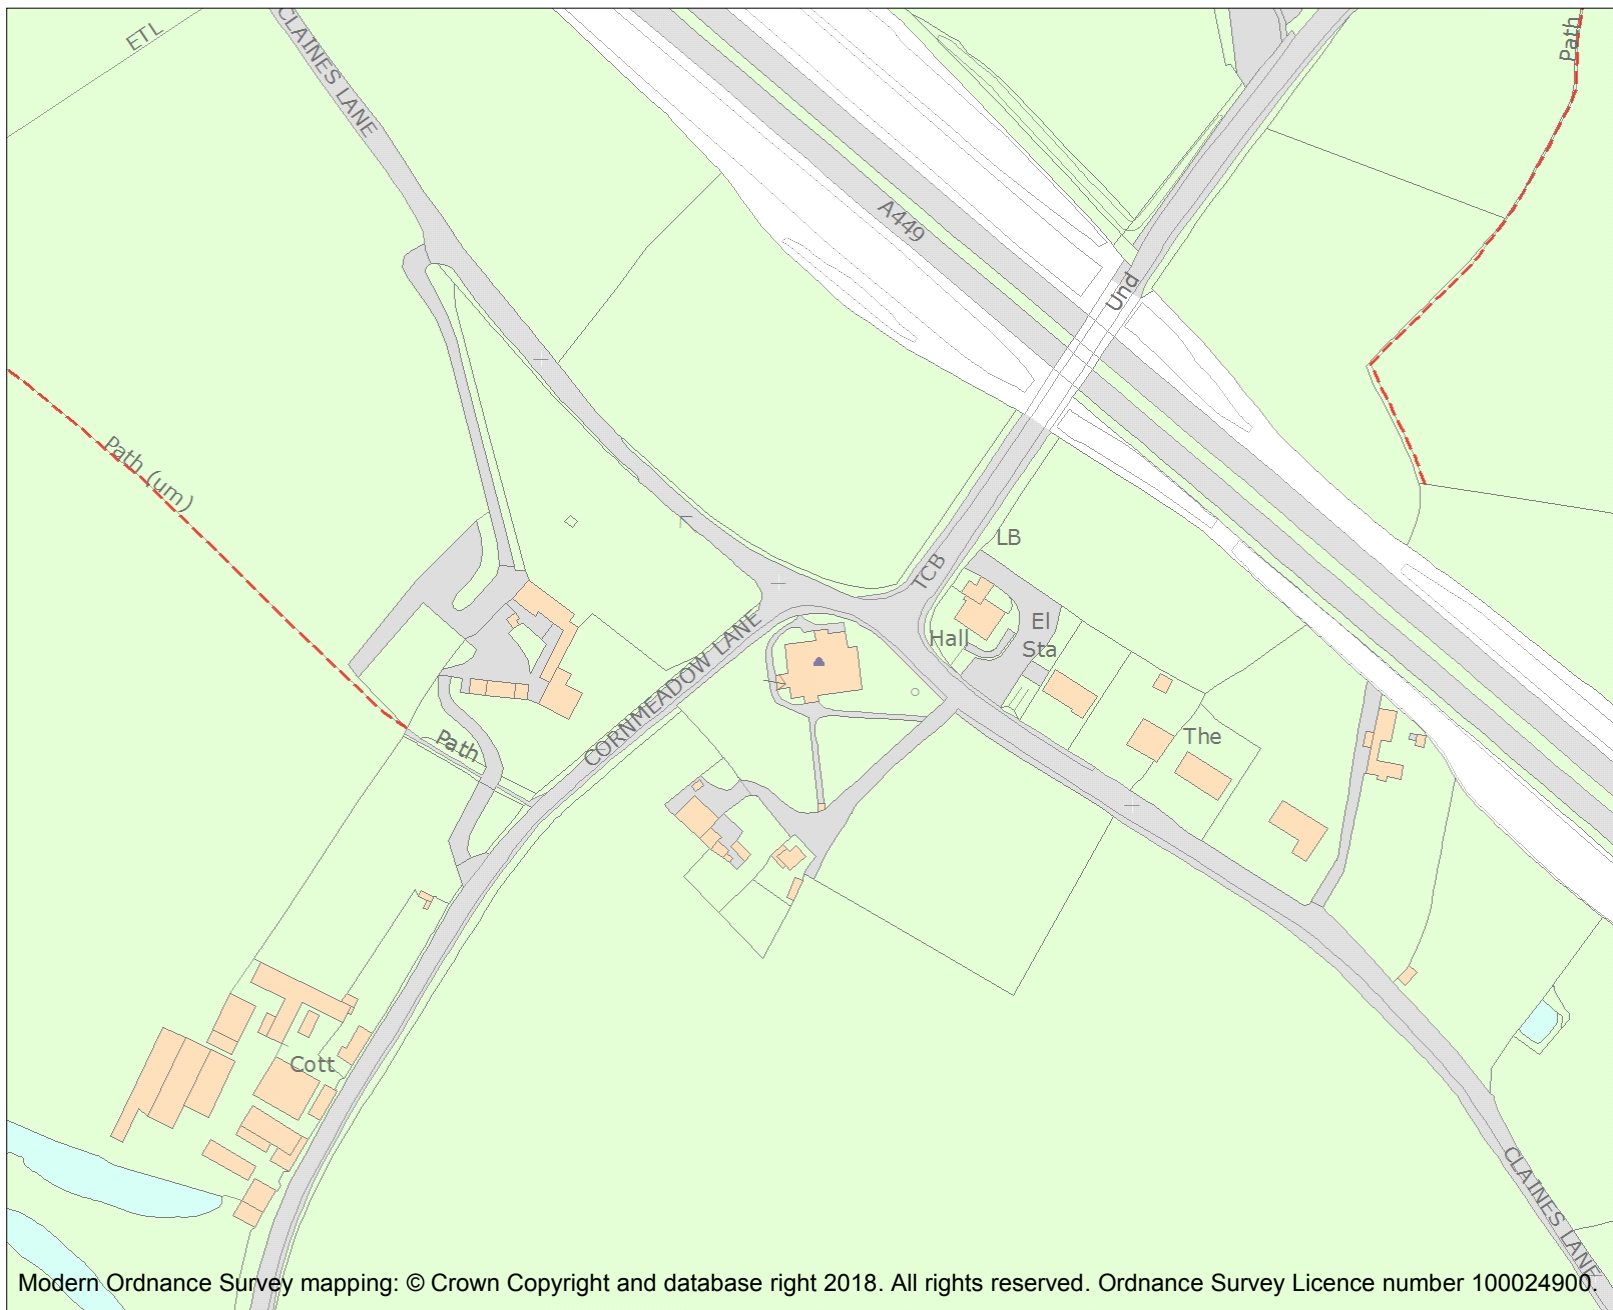 ETL
CLAINES LANE
Path
A449
Und
Path (um)
LB
TCB
El
Sta
Hall
CORNMEADOW LANE
Path
The
Cott
CLAINES LANE
Modern Ordnance Survey mapping: © Crown Copyright and database right 2018. All rights reserved. Ordnance Survey Licence number 100024900.